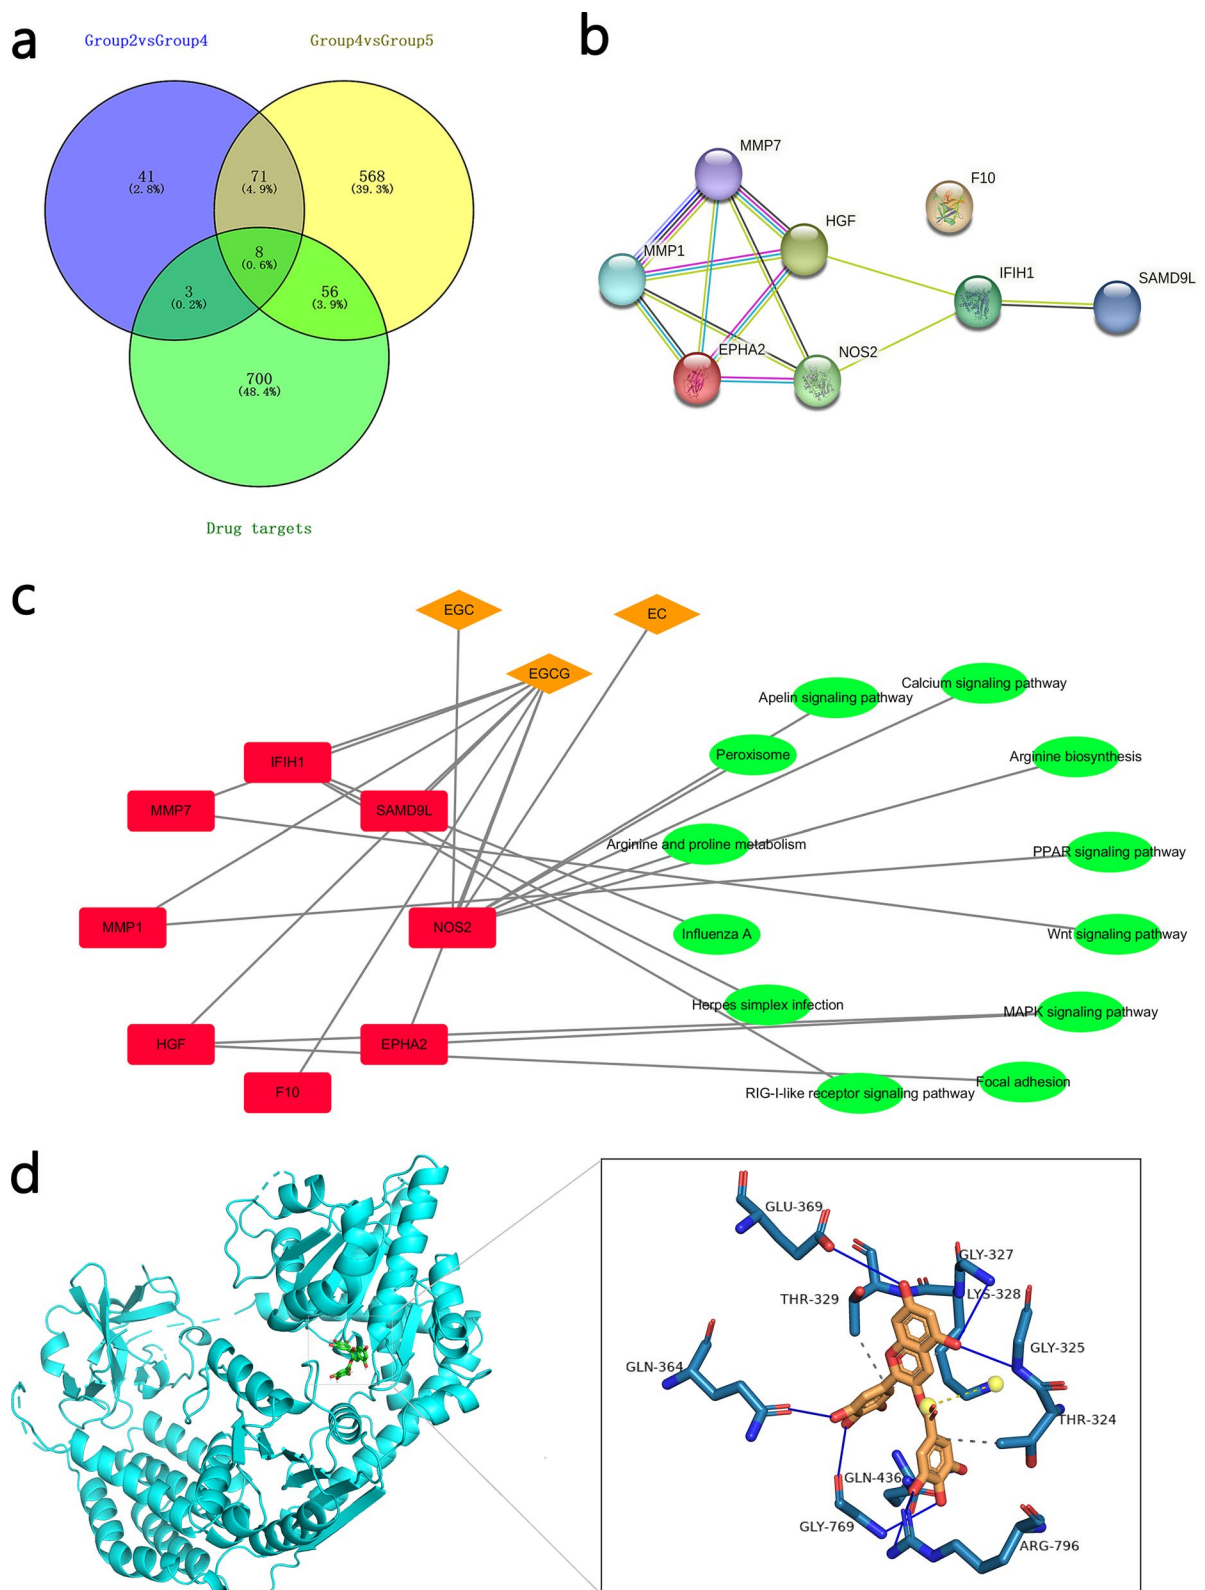 a
Group2vsGroup4
Group4vsGroup5
41
(2.8%)
71
(4.9%)
568
(39.3%)
8
(0.6%)
3
(0.2%)
56
(3.9%)
700
(48.4%)
Drug targets
b
MMP7
F10
HGF
MMP1
IFIH1
SAMD9L
EPHA2
NOS2
c
EGC
EC
EGCG
Calcium signaling pathway
Apelin signaling pathway
IFIH1
Peroxisome
Arginine biosynthesis
MMP7
SAMD9L
Arginine and proline metabolism
PPAR signaling pathway
MMP1
NOS2
Influenza A
Wnt signaling pathway
Herpes simplex infection
MAPK signaling pathway
HGF
EPHA2
Focal adhesion
F10
RIG-I-like receptor signaling pathway
d
GLU-369
GLY-327
THR-329
LYS-328
GLY-325
GLN-364
THR-324
GLN-436
GLY-769
ARG-796